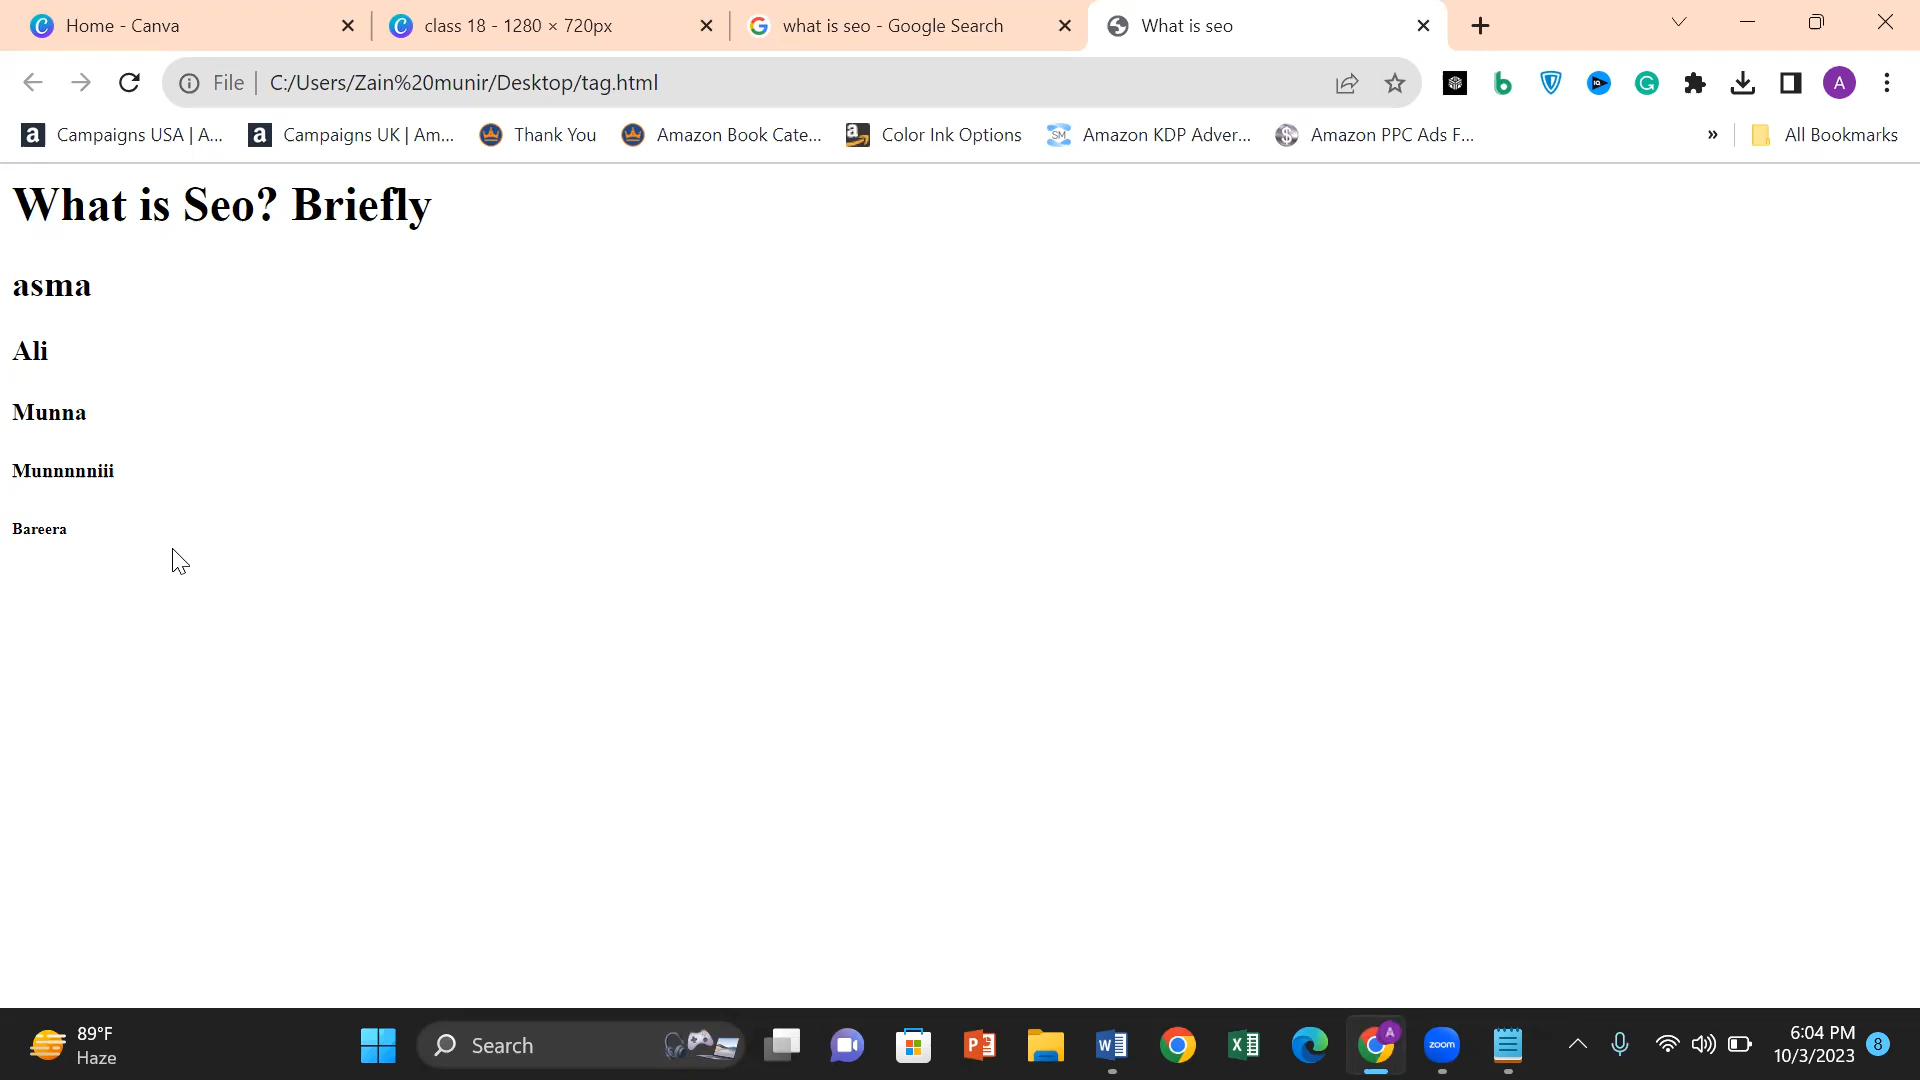 Home - Canva
class 18 - 1280 × 720px
what is seo - Google Search
What is seo
File
C:/Users/Zain%20munir/Desktop/tag.html
Campaigns USA | A...
Campaigns UK | Am...
Thank You
Amazon Book Cate...
Color Ink Options
Amazon KDP Adver...
Amazon PPC Ads F...
»
All Bookmarks
What is Seo? Briefly
asma
Ali
Munna
Munnnnniii
Bareera
89°F
Haze
Search
zoom
6:04 PM
10/3/2023
8